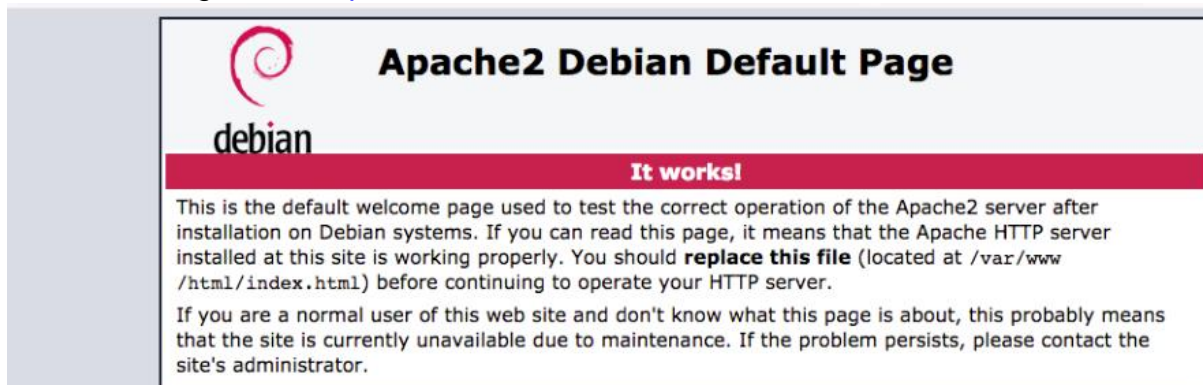 Apache2 Debian Default Page
debian
It works!
This is the default welcome page used to test the correct operation of the Apache2 server after
installation on Debian systems. If you can read this page, it means that the Apache HTTP server
installed at this site is working properly. You should replace this file (located at /var/www
/html/index.html) before continuing to operate your HTTP server.
If you are a normal user of this web site and don't know what this page is about, this probably means
that the site is currently unavailable due to maintenance. If the problem persists, please contact the
site's administrator.